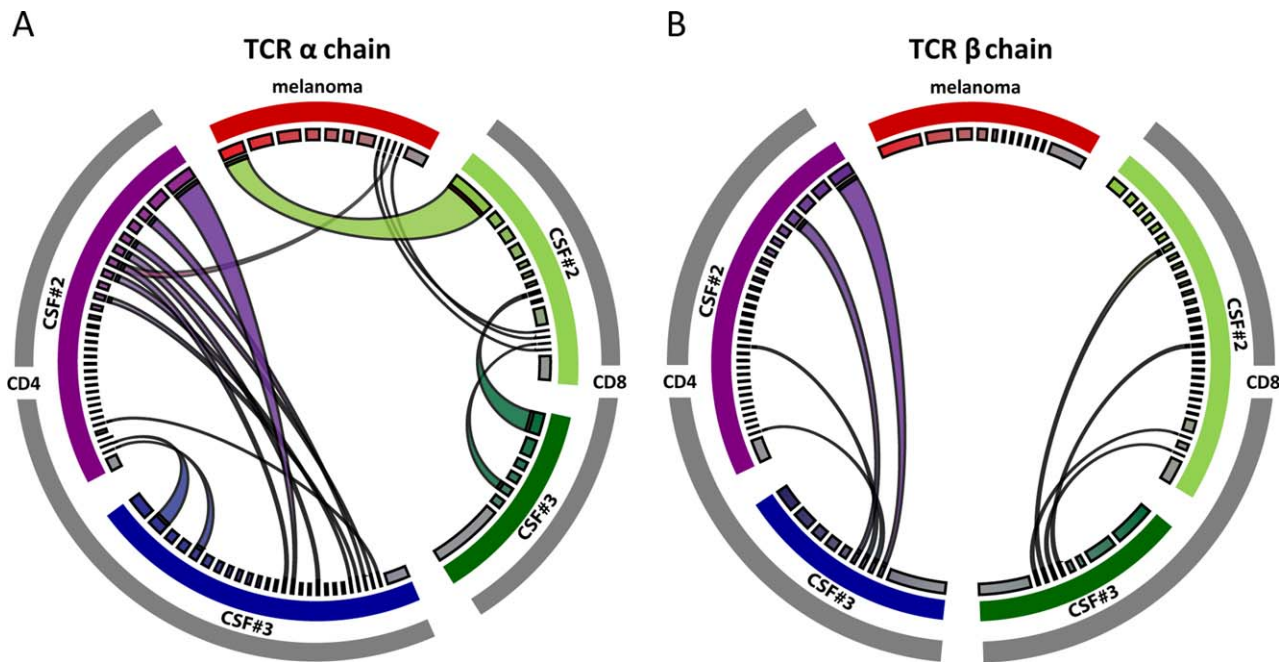 A
TCR α chain
melanoma
CSF#2
CSF#2
CD4
CD8
CSF#3
CSF#3
B
TCR β chain
melanoma
CSF#2
CSF#2
CD4
CD8
CSF#3
CSF#3